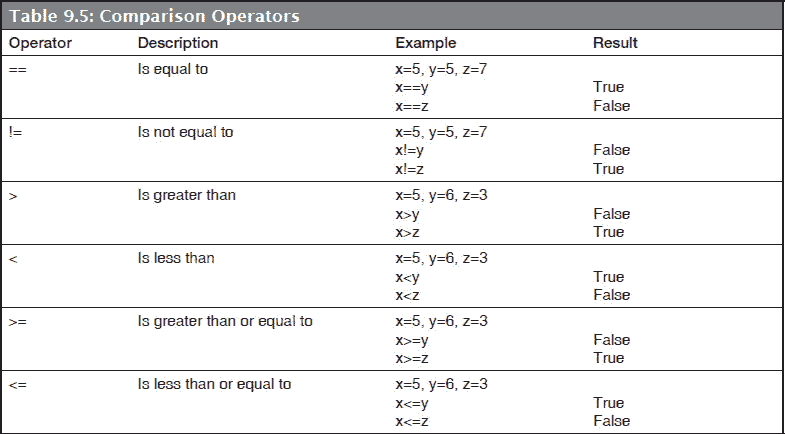 Table 9.5: Comparison Operators
Operator Description Example Result
== Is equal to x=5, y=5, z=7
x==y True
x==z False
!= Is not equal to x=5, y=5, z=7
x!=y False
x!=z True
> Is greater than x=5, y=6, z=3
x>y False
x>z True
< Is less than x=5, y=6, z=3
x<y True
x<z False
>= Is greater than or equal to x=5, y=6, z=3
x>=y False
x>=z True
<= Is less than or equal to x=5, y=6, z=3
x<=y True
x<=z False